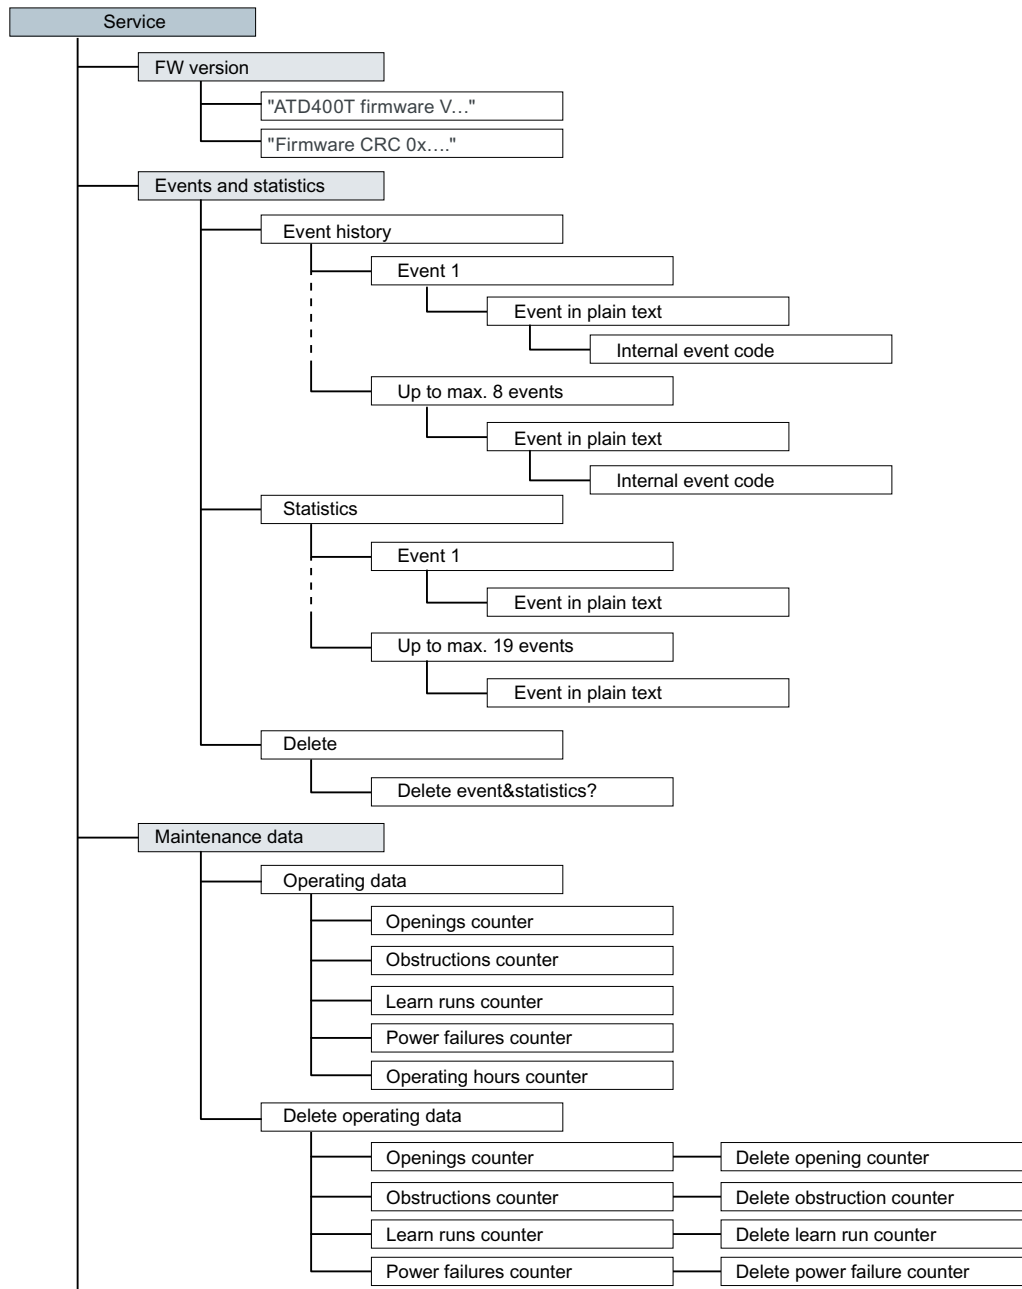 Service
FW version
"ATD400T firmware V…"
"Firmware CRC 0x…."
Events and statistics
Event history
Event 1
Event in plain text
Internal event code
Up to max. 8 events
Event in plain text
Internal event code
Statistics
Event 1
Event in plain text
Up to max. 19 events
Event in plain text
Delete
Delete event&statistics?
Maintenance data
Operating data
Openings counter
Obstructions counter
Learn runs counter
Power failures counter
Operating hours counter
Delete operating data
Openings counter Delete opening counter
Obstructions counter Delete obstruction counter
Learn runs counter Delete learn run counter
Power failures counter Delete power failure counter